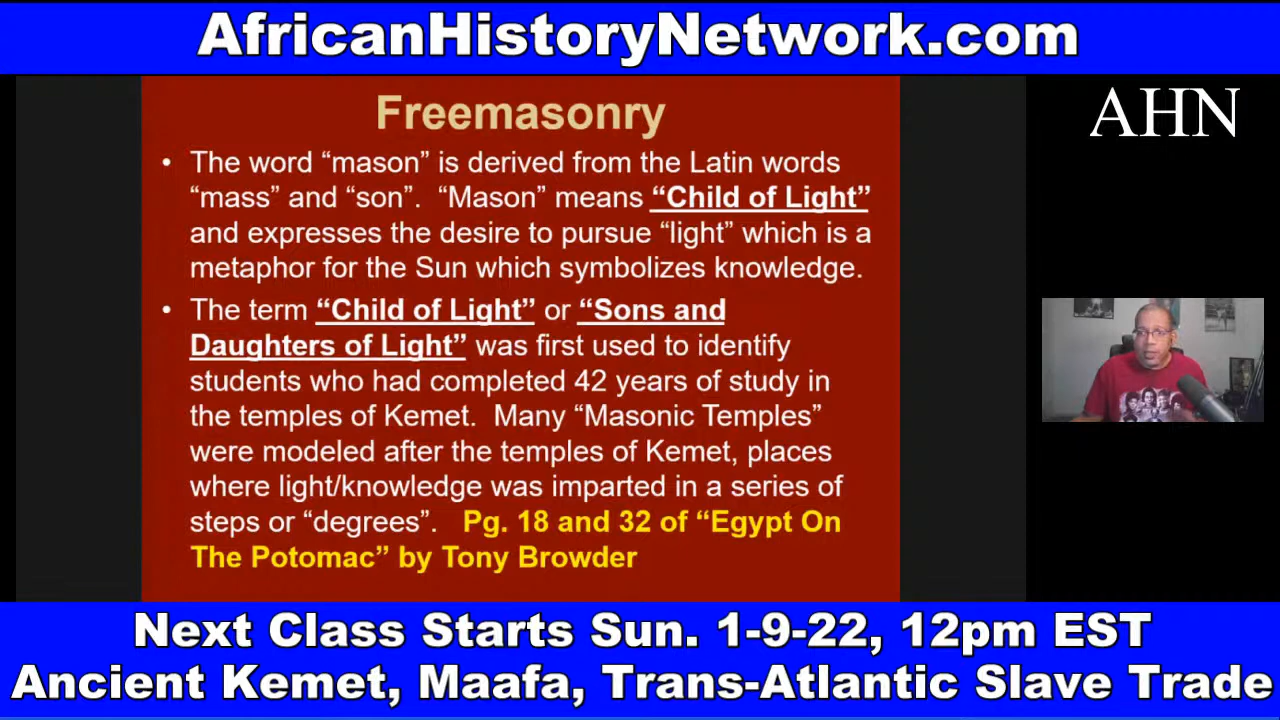 AfricanHistoryNetwork.com
AHN
Freemasonry
• The word “mason” is derived from the Latin words
“mass” and “son”.  “Mason” means “Child of Light”
and expresses the desire to pursue “light” which is a
metaphor for the Sun which symbolizes knowledge.
• The term “Child of Light” or “Sons and
Daughters of Light” was first used to identify
students who had completed 42 years of study in
the temples of Kemet.  Many “Masonic Temples”
were modeled after the temples of Kemet, places
where light/knowledge was imparted in a series of
steps or “degrees”.   Pg. 18 and 32 of “Egypt On
The Potomac” by Tony Browder
Next Class Starts Sun. 1-9-22, 12pm EST
Ancient Kemet, Maafa, Trans-Atlantic Slave Trade